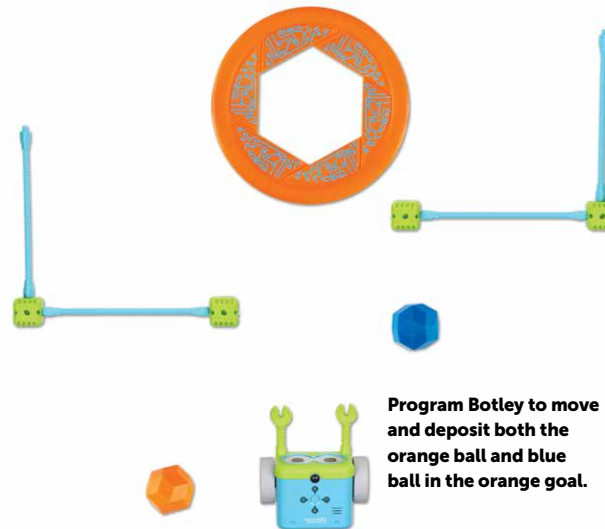 Program Botley to move
and deposit both the
orange ball and blue
ball in the orange goal.